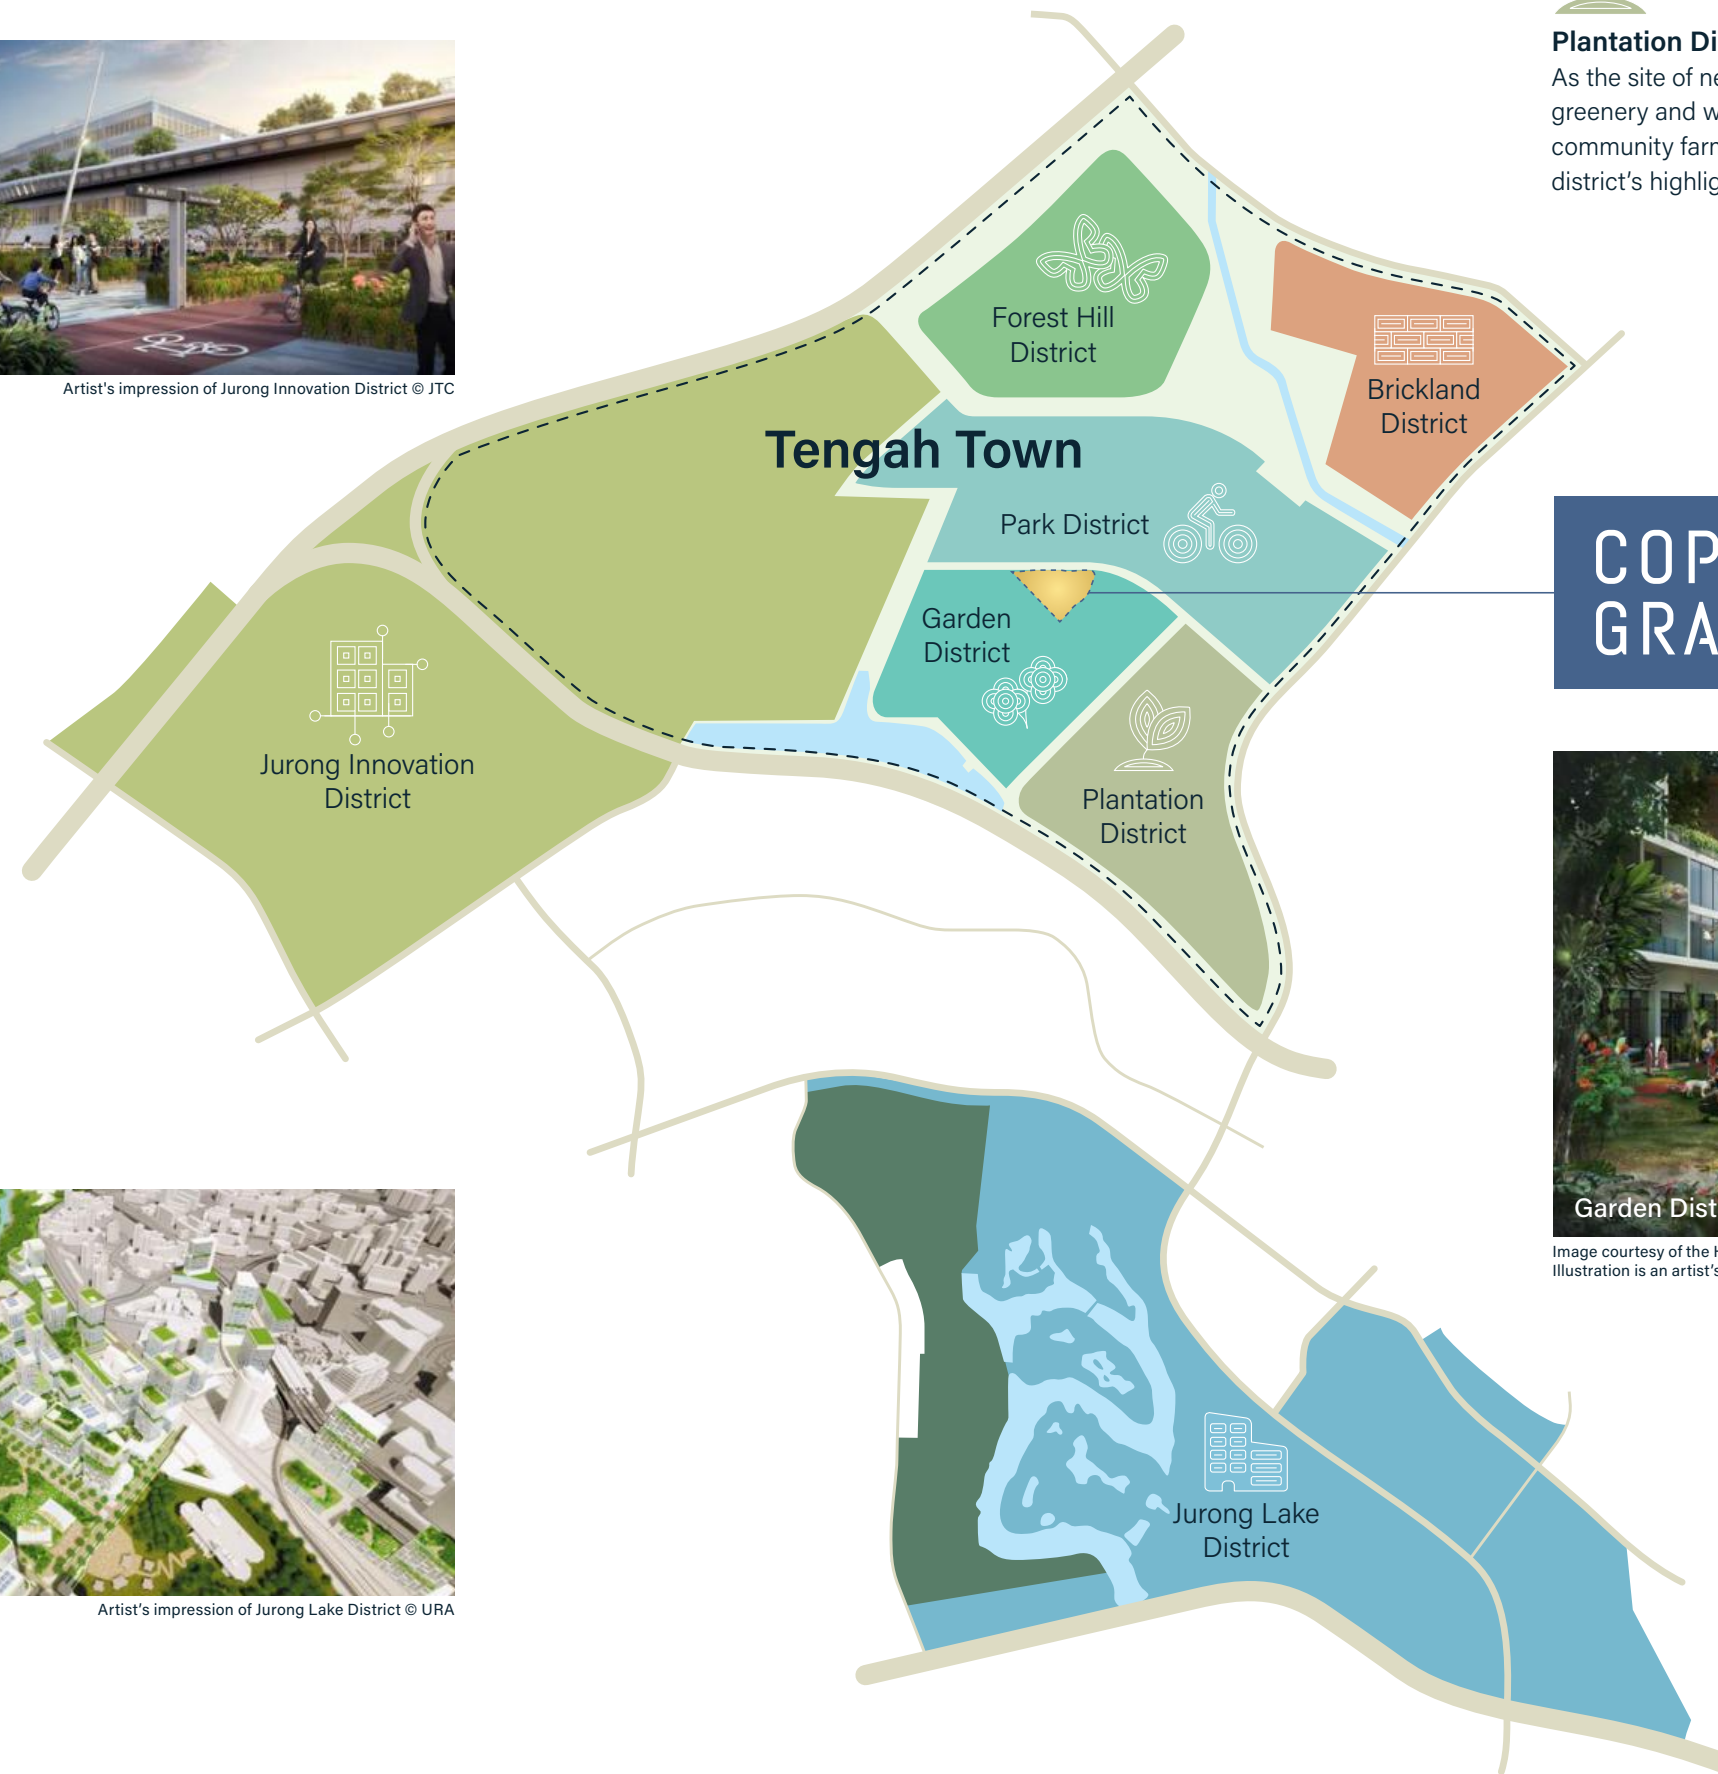 Plantation Di
As the site of ne
greenery and w
community farm
district's highlig
Artist's impression of Jurong Innovation District © JTC
Forest Hill
District
Brickland
District
Tengah Town
Park District
COP
GRA
Garden
District
Jurong Innovation
District
Plantation
District
Garden Dist
Image courtesy of the H
Illustration is an artist's
Jurong Lake
District
Artist's impression of Jurong Lake District © URA